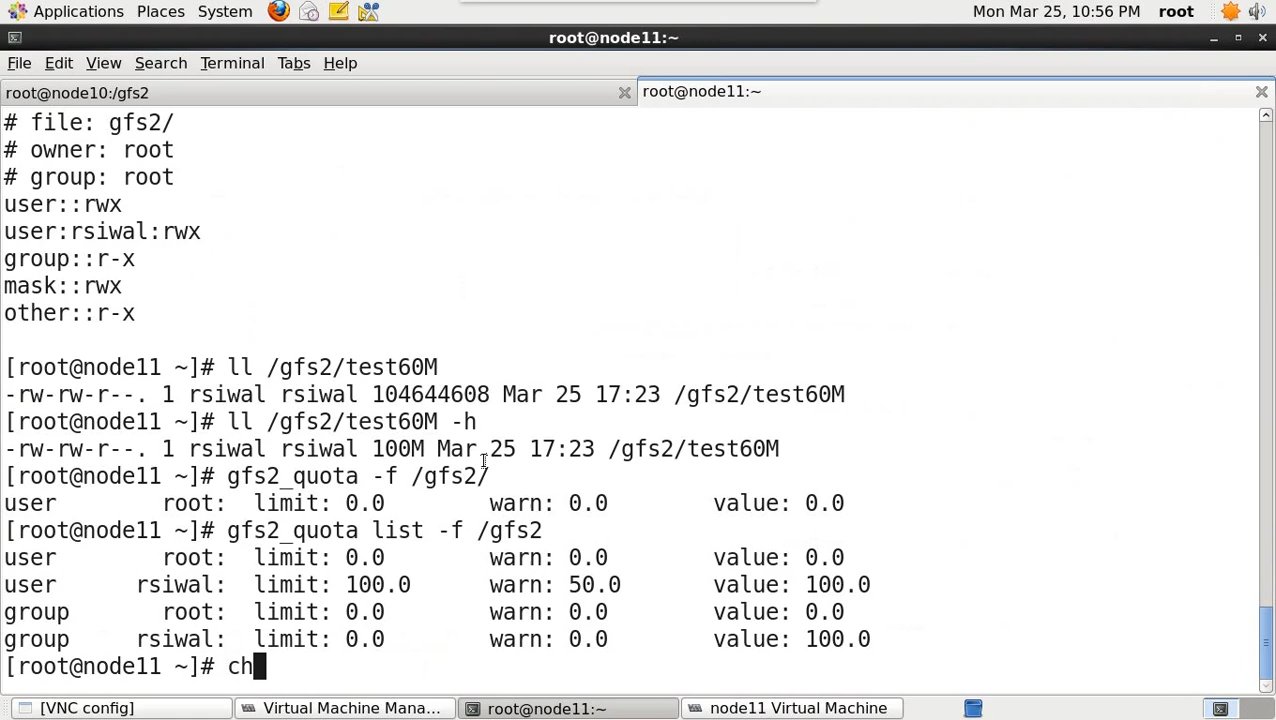 Applications Places System Mon Mar 25, 10:56 PM root
root@node11:~
File Edit View Search Terminal Tabs Help
root@node10:/gfs2 root@node11:~
# file: gfs2/
# owner: root
# group: root
user::rwx
user:rsiwal:rwx
group::r-x
mask::rwx
other::r-x
[root@node11 ~]# ll /gfs2/test60M
-rw-rw-r--. 1 rsiwal rsiwal 104644608 Mar 25 17:23 /gfs2/test60M
[root@node11 ~]# ll /gfs2/test60M -h
-rw-rw-r--. 1 rsiwal rsiwal 100M Mar 25 17:23 /gfs2/test60M
[root@node11 ~]# gfs2_quota -f /gfs2/
user root: limit: 0.0 warn: 0.0 value: 0.0
[root@node11 ~]# gfs2_quota list -f /gfs2
user root: limit: 0.0 warn: 0.0 value: 0.0
user rsiwal: limit: 100.0 warn: 50.0 value: 100.0
group root: limit: 0.0 warn: 0.0 value: 0.0
group rsiwal: limit: 0.0 warn: 0.0 value: 100.0
[root@node11 ~]# ch
[VNC config] Virtual Machine Mana... root@node11:~ node11 Virtual Machine